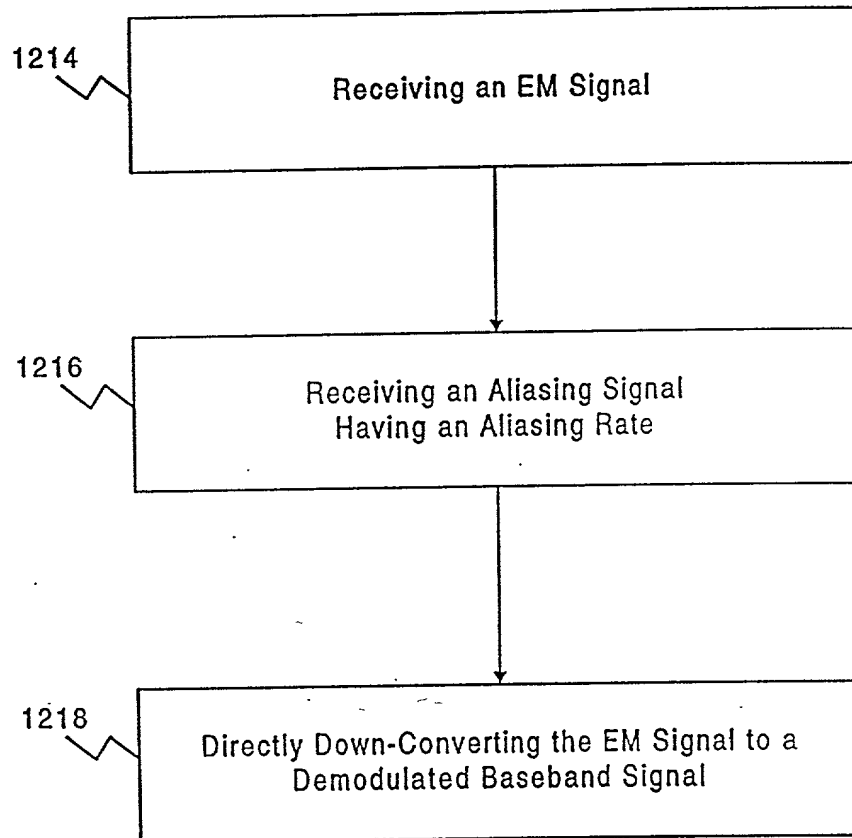 1214
Receiving an EM Signal
1216
Receiving an Aliasing Signal
Having an Aliasing Rate
1218
Directly Down-Converting the EM Signal to a
Demodulated Baseband Signal